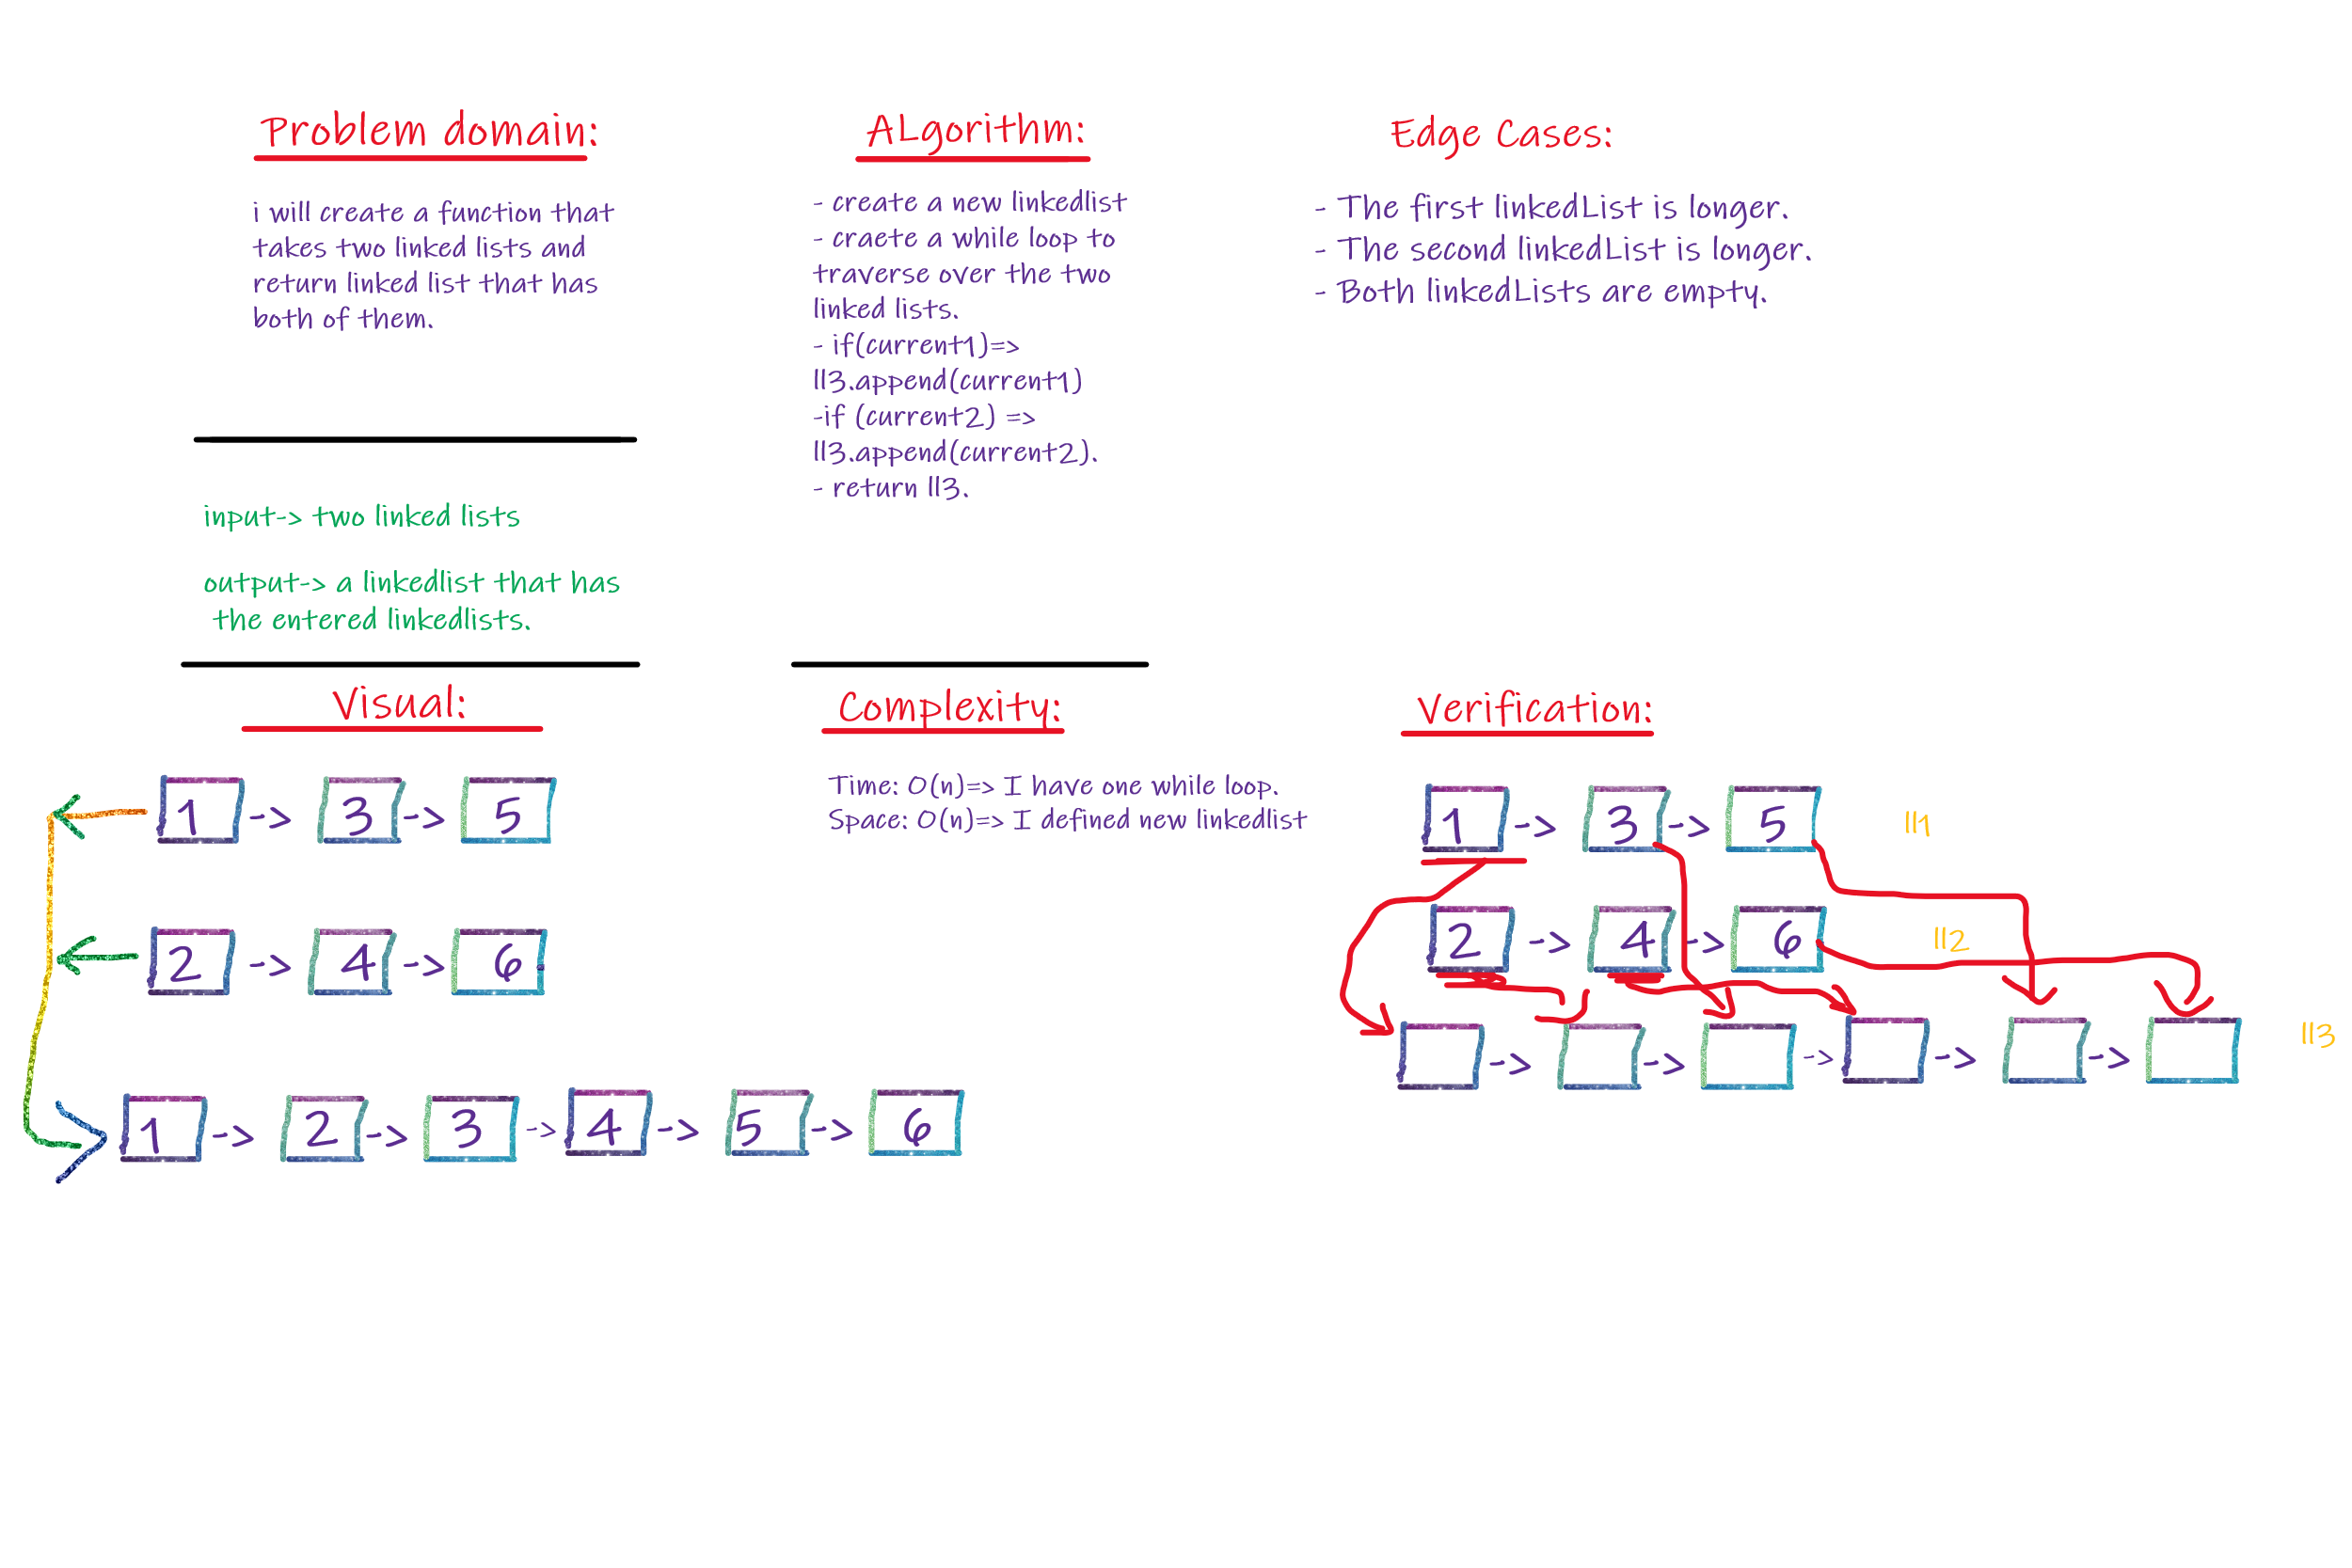 Problem domain:
i will create a function that
takes two linked lists and
return linked list that has
both of them.
input-> two linked lists
output-> a linkedlist that has
the entered linkedlists.
ALgorithm:
- create a new linkedlist
- craete a while loop to
traverse over the two
linked lists.
- if(current1)=>
ll3.append(current1)
-if (current2) =>
ll3.append(current2).
- return ll3.
Edge Cases:
- The first linkedList is longer.
- The second linkedList is longer.
- Both linkedLists are empty.
Visual:
1 -> 3 -> 5
2 -> 4 -> 6
1 -> 2 -> 3 -> 4 -> 5 -> 6
Complexity:
Time: O(n)=> I have one while loop.
Space: O(n)=> I defined new linkedlist
Verification:
1 -> 3 -> 5 ll1
2 -> 4 -> 6 ll2
-> -> -> -> -> ll3